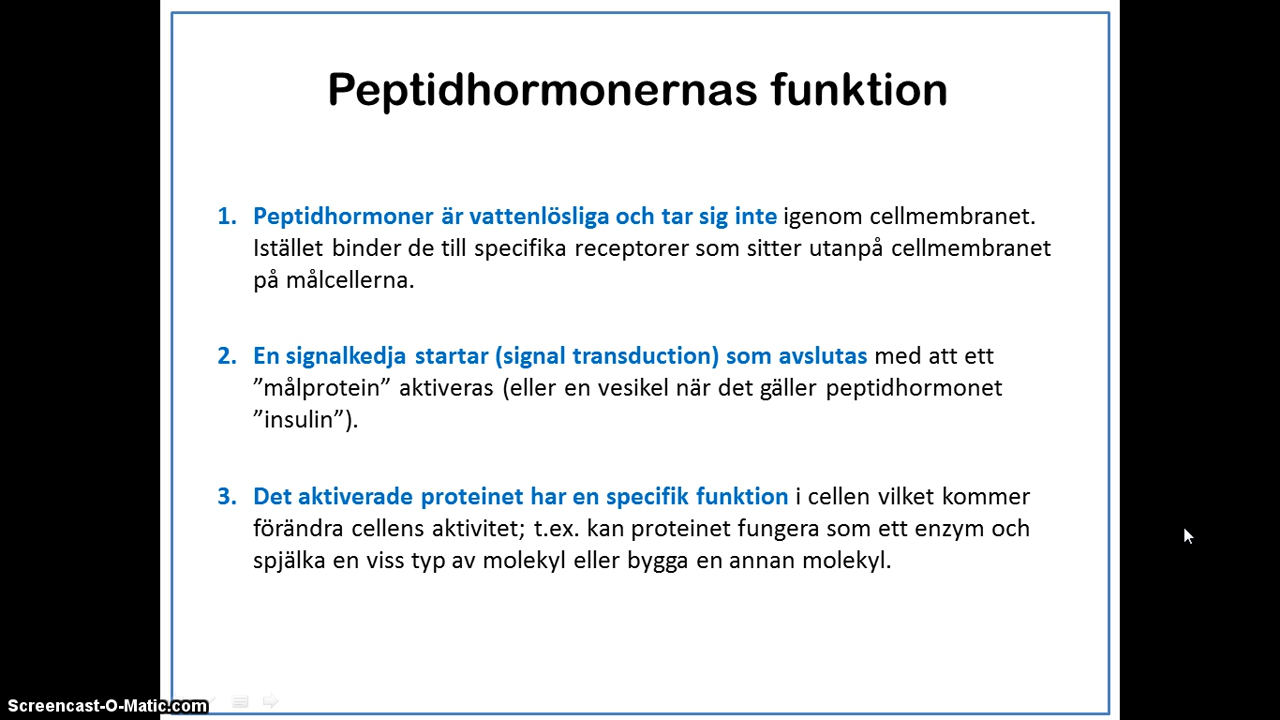 Peptidhormonernas funktion
1. Peptidhormoner är vattenlösliga och tar sig inte igenom cellmembranet.
Istället binder de till specifika receptorer som sitter utanpå cellmembranet
på målcellerna.
2. En signalkedja startar (signal transduction) som avslutas med att ett
”målprotein” aktiveras (eller en vesikel när det gäller peptidhormonet
”insulin”).
3. Det aktiverade proteinet har en specifik funktion i cellen vilket kommer
förändra cellens aktivitet; t.ex. kan proteinet fungera som ett enzym och
spjälka en viss typ av molekyl eller bygga en annan molekyl.
Screencast-O-Matic.com